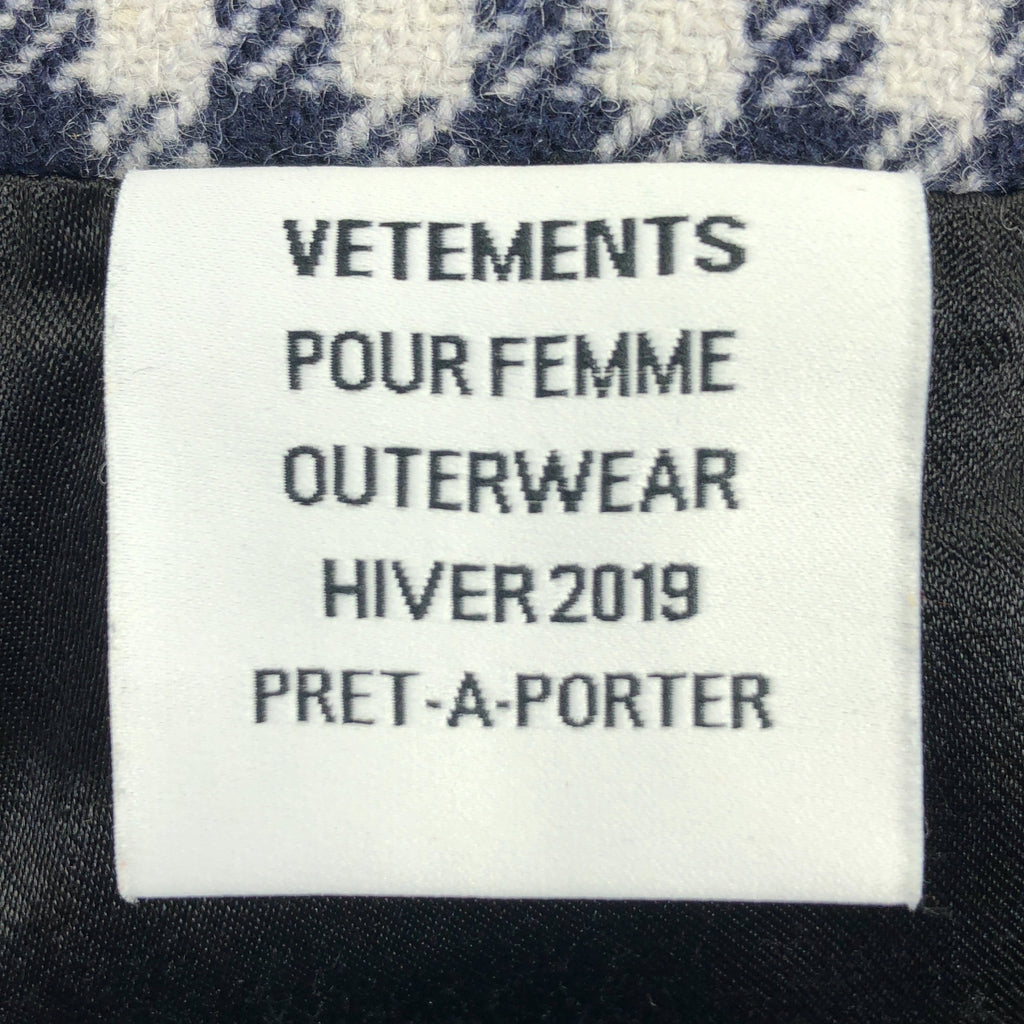 VETEMENTS
POUR FEMME
OUTERWEAR
HIVER 2019
PRET-A-PORTER